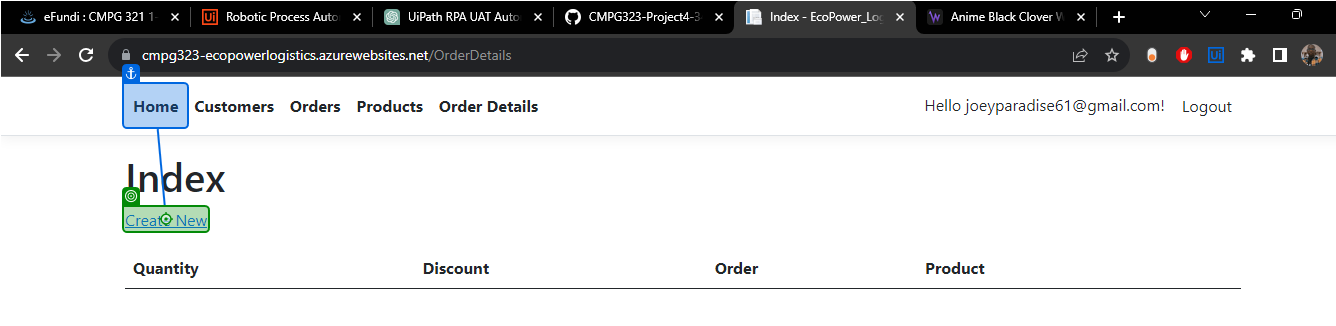 eFundi : CMPG 321 1-
Robotic Process Auto
UiPath RPA UAT Auto
CMPG323-Project4-3
Index - EcoPower_Log
Anime Black Clover W
cmpg323-ecopowerlogistics.azurewebsites.net/OrderDetails
Home Customers Orders Products Order Details Hello joeyparadise61@gmail.com! Logout
Index
Create New
Quantity Discount Order Product